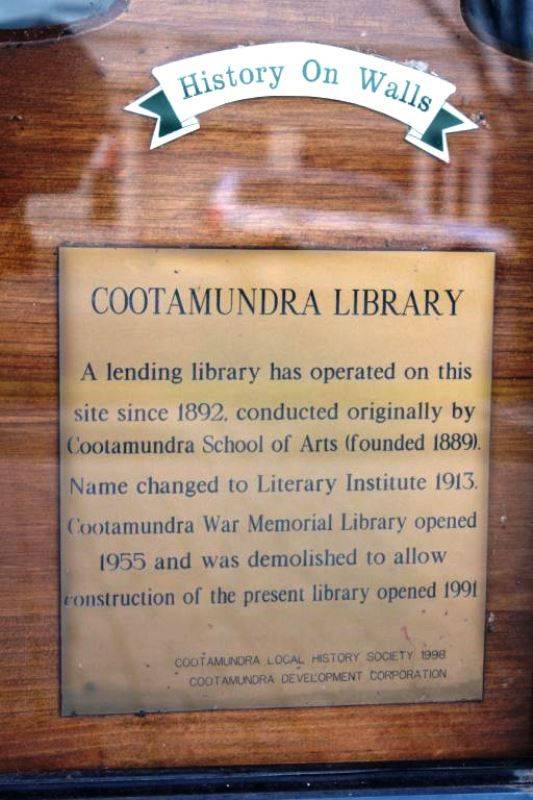 History On Walls
COOTAMUNDRA LIBRARY
A lending library has operated on this
site since 1892, conducted originally by
Cootamundra School of Arts (founded 1889).
Name changed to Literary Institute 1913.
Cootamundra War Memorial Library opened
1955 and was demolished to allow
construction of the present library opened 1991
COOTAMUNDRA LOCAL HISTORY SOCIETY 1998
COOTAMUNDRA DEVELOPMENT CORPORATION